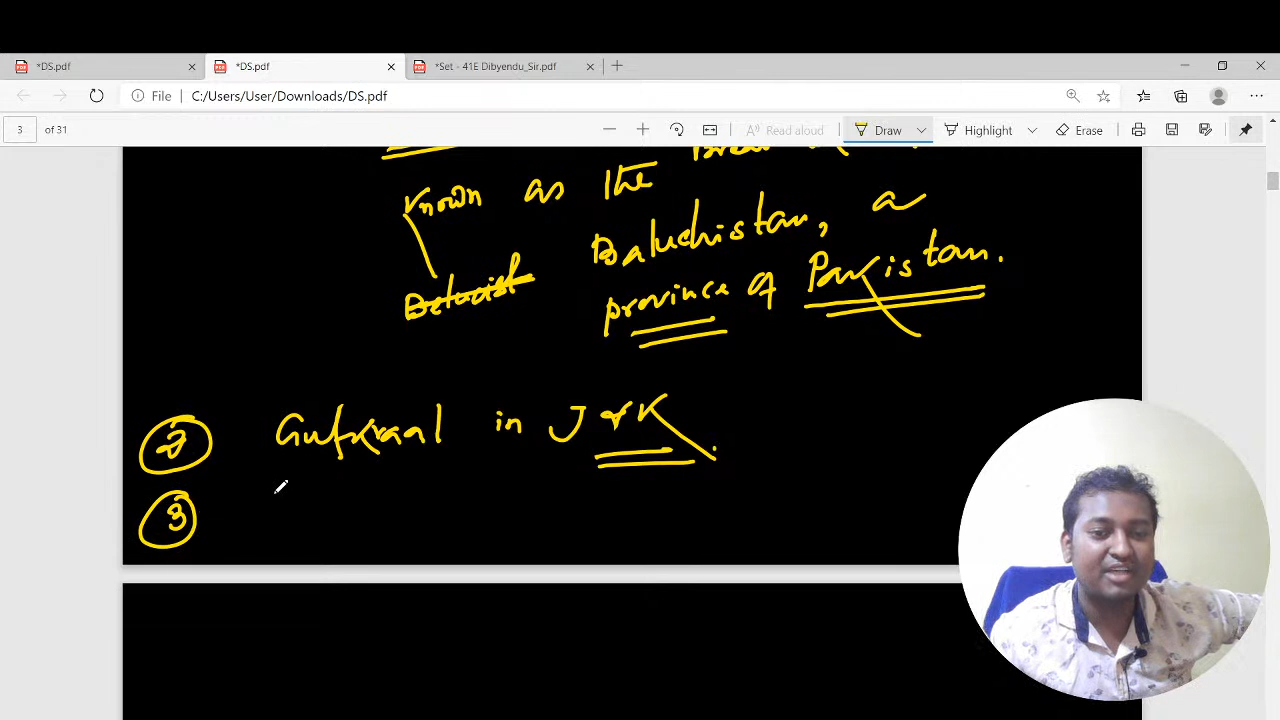 *DS.pdf
*DS.pdf
*Set - 41E Dibyendu_Sir.pdf
File
C:/Users/User/Downloads/DS.pdf
3 of 31
Read aloud
Draw
Highlight
Erase
Known as the
Baluchistan, a
province of Pakistan.
② Gufkraal in J & K.
③